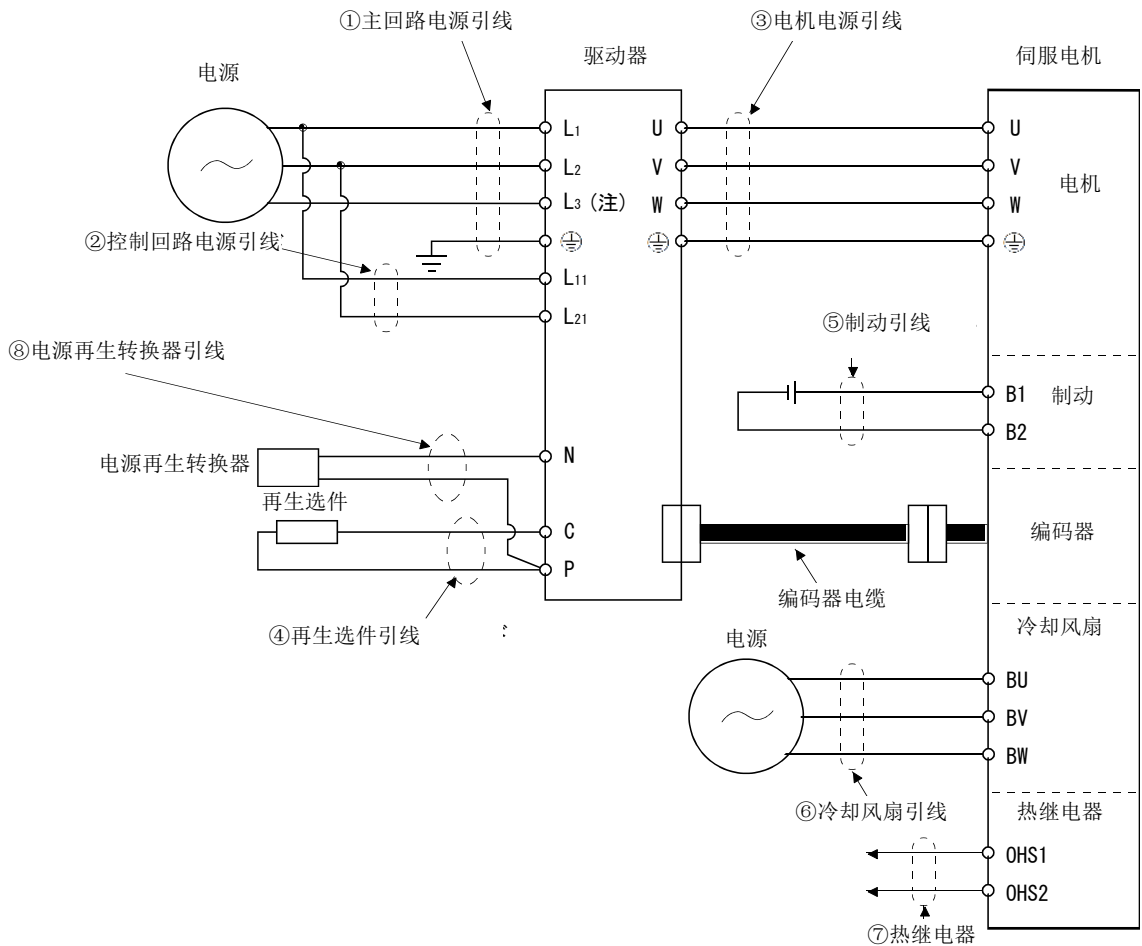 ①主回路电源引线
③电机电源引线
驱动器
伺服电机
电源
L1
U
U
L2
V
V
电机
L3 (注)
W
W
②控制回路电源引线
L11
L21
⑤制动引线
⑧电源再生转换器引线
B1
制动
B2
电源再生转换器
N
再生选件
C
编码器
P
编码器电缆
④再生选件引线
冷却风扇
电源
BU
BV
BW
⑥冷却风扇引线
热继电器
OHS1
OHS2
⑦热继电器